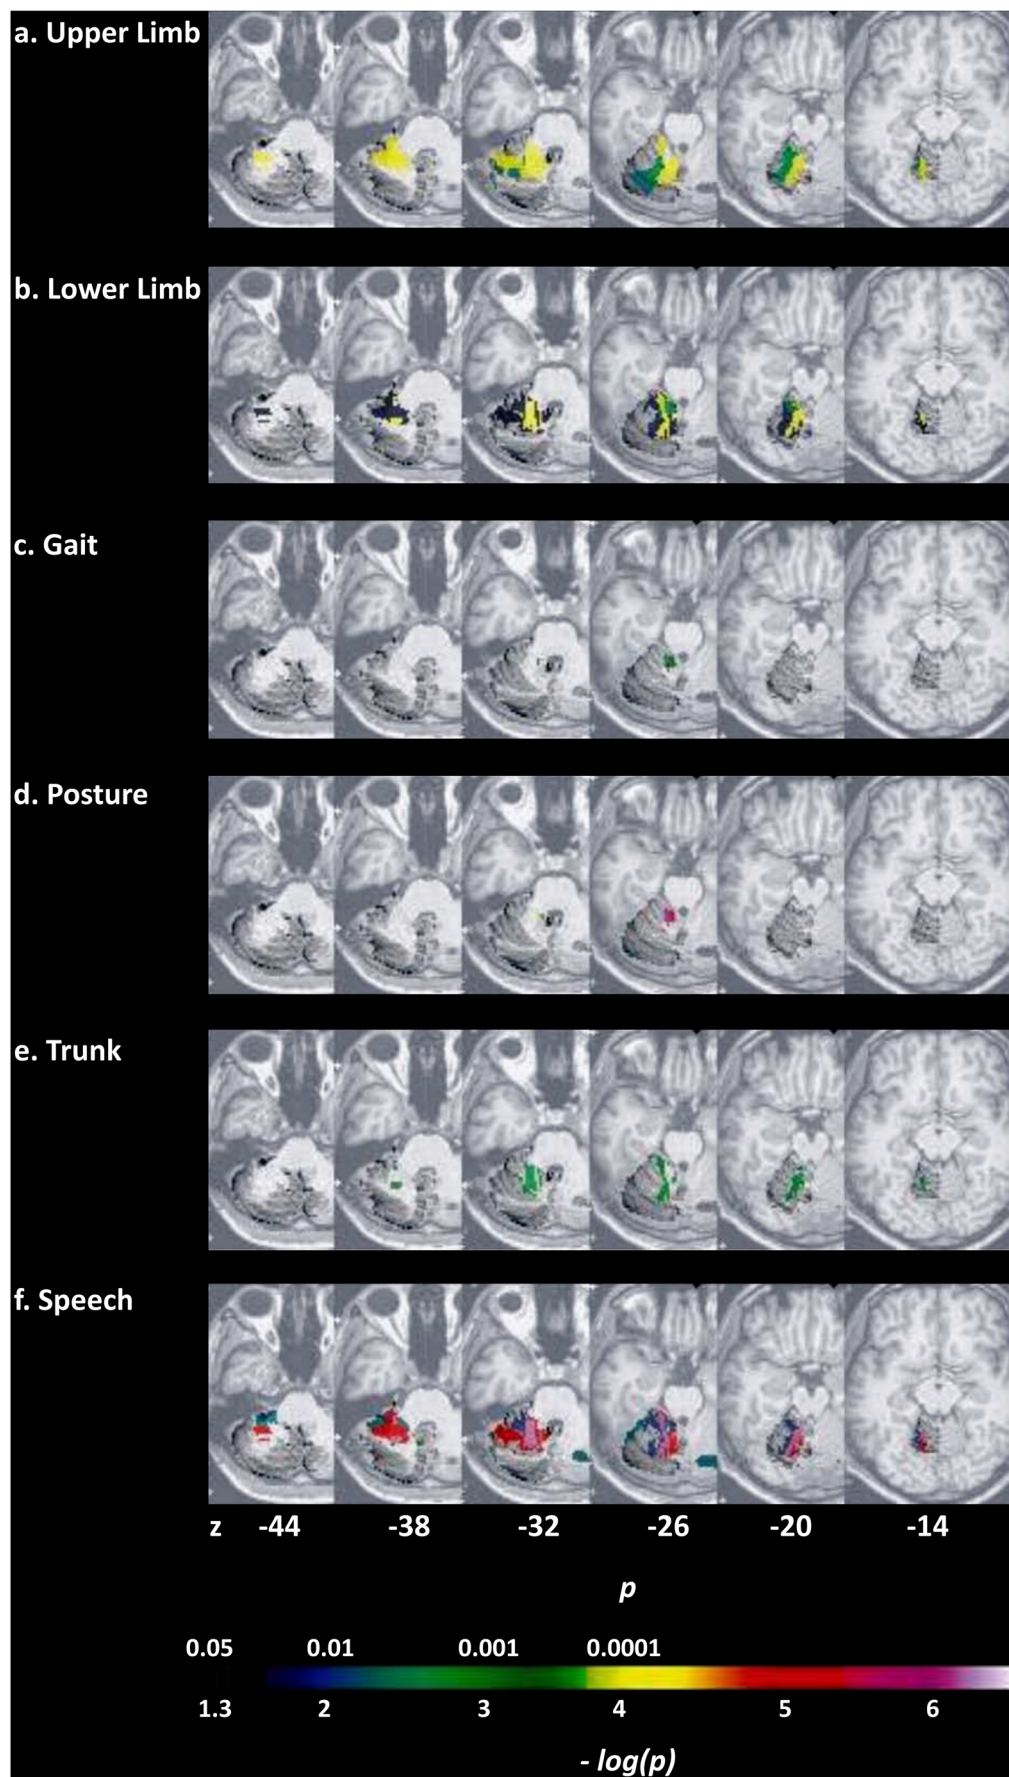 a. Upper Limb
b. Lower Limb
c. Gait
d. Posture
e. Trunk
f. Speech
z -44 -38 -32 -26 -20 -14
p
0.05 0.01 0.001 0.0001
1.3 2 3 4 5 6
- log(p)